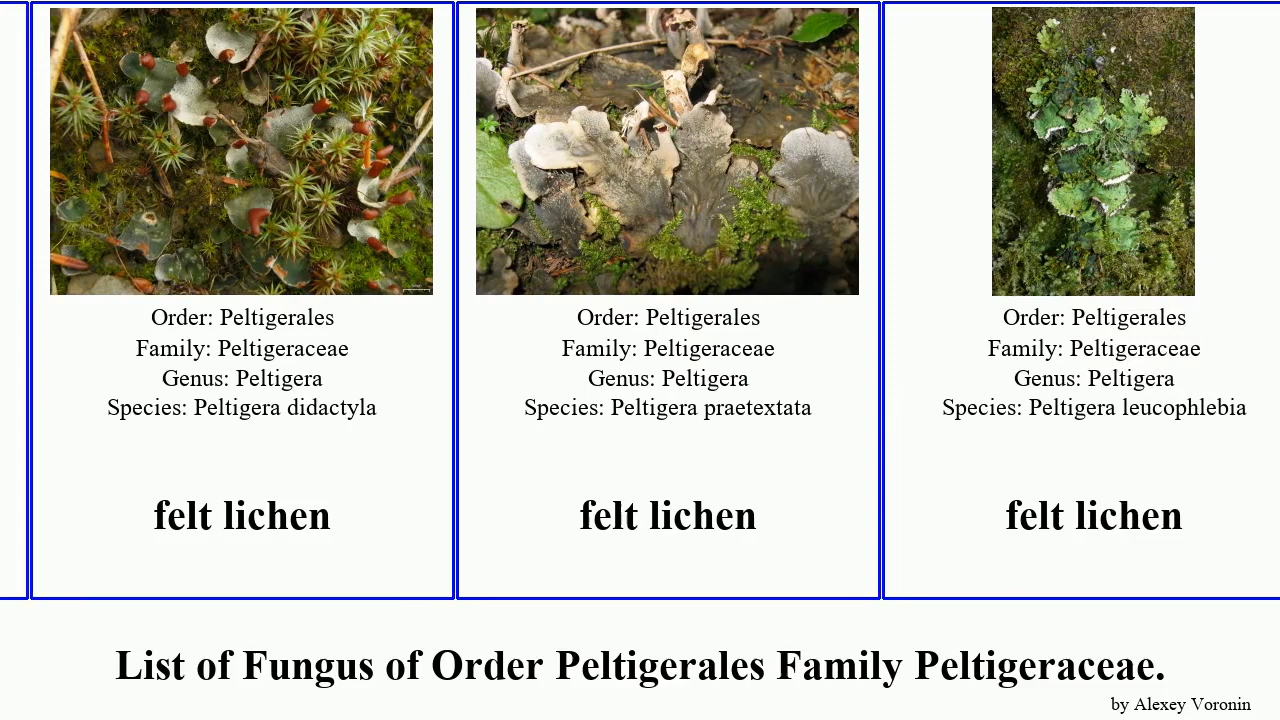 Order: Peltigerales
Family: Peltigeraceae
Genus: Peltigera
Species: Peltigera didactyla
felt lichen
Order: Peltigerales
Family: Peltigeraceae
Genus: Peltigera
Species: Peltigera praetextata
felt lichen
Order: Peltigerales
Family: Peltigeraceae
Genus: Peltigera
Species: Peltigera leucophlebia
felt lichen
List of Fungus of Order Peltigerales Family Peltigeraceae.
by Alexey Voronin